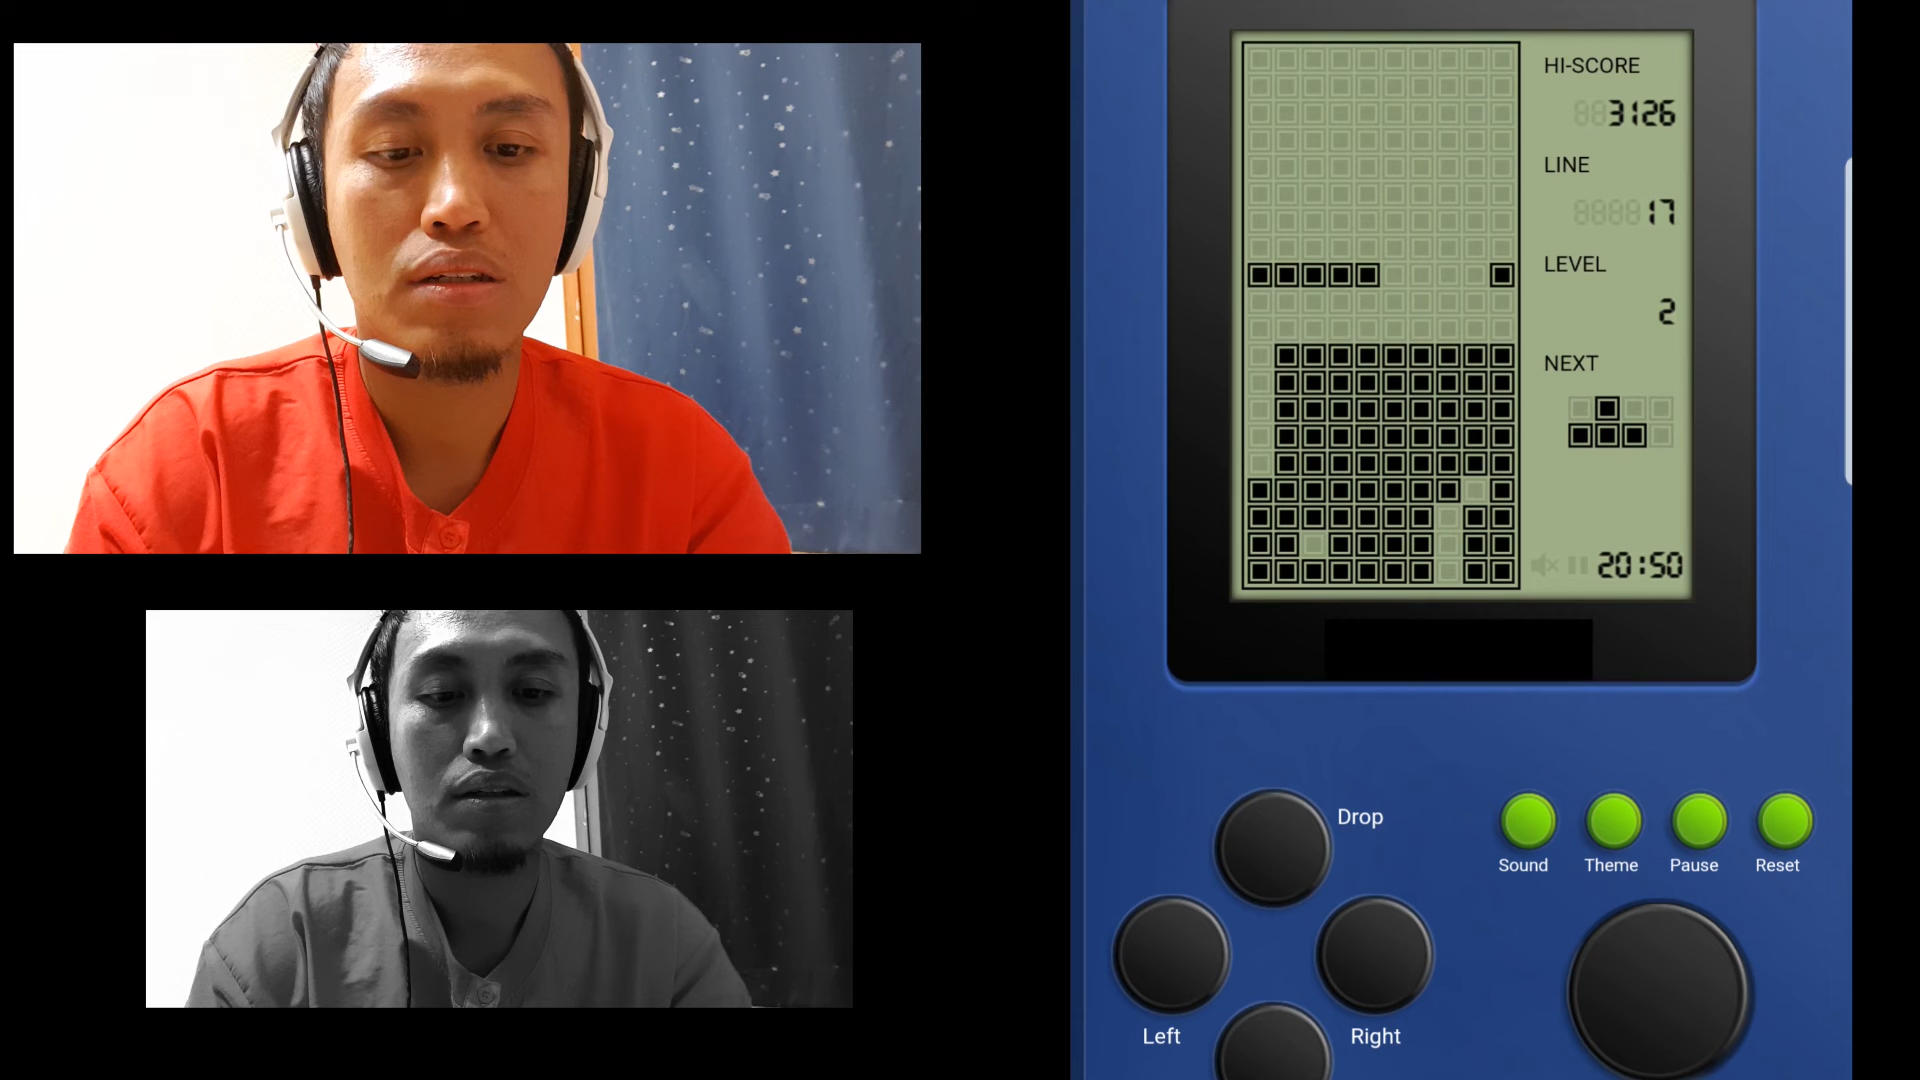 HI-SCORE
3126
LINE
17
LEVEL
2
NEXT
20:50
Drop
Sound
Theme
Pause
Reset
Left
Right